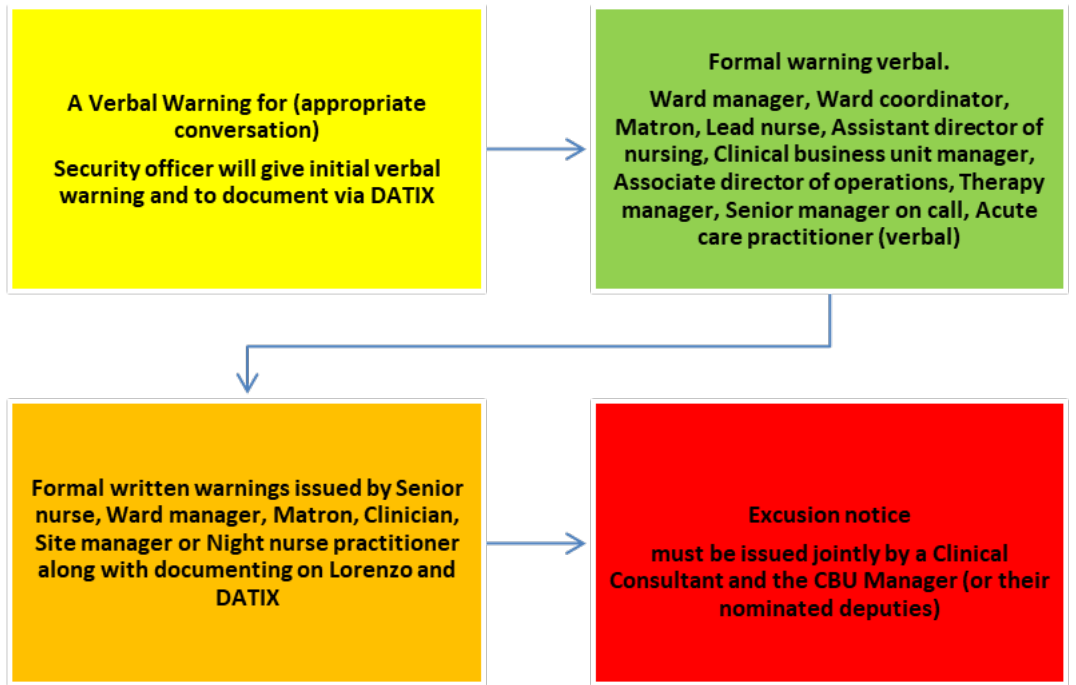 A Verbal Warning for (appropriate
conversation)
Security officer will give initial verbal
warning and to document via DATIX
Formal warning verbal.
Ward manager, Ward coordinator,
Matron, Lead nurse, Assistant director of
nursing, Clinical business unit manager,
Associate director of operations, Therapy
manager, Senior manager on call, Acute
care practitioner (verbal)
Formal written warnings issued by Senior
nurse, Ward manager, Matron, Clinician,
Site manager or Night nurse practitioner
along with documenting on Lorenzo and
DATIX
Excusion notice
must be issued jointly by a Clinical
Consultant and the CBU Manager (or their
nominated deputies)